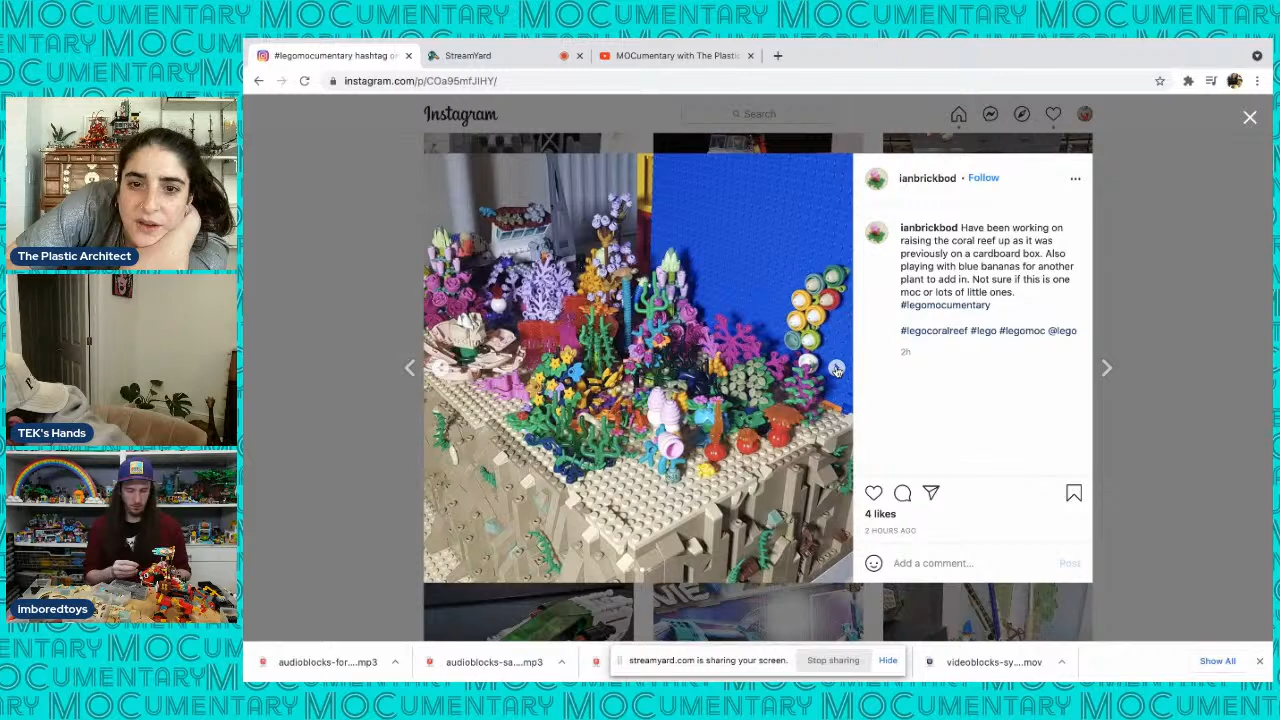 MOCUMENTARY MOCUMENTARY MOCUMENTARY
#legomocumentary hashtag o
StreamYard
MOCumentary with The Plastic
instagram.com/p/COa95mfJIHY/
Instagram
Search
The Plastic Architect
TEK's Hands
imboredtoys
ianbrickbod • Follow
ianbrickbod Have been working on
raising the coral reef up as it was
previously on a cardboard box. Also
playing with blue bananas for another
plant to add in. Not sure if this is one
moc or lots of little ones.
#legomocumentary
#legocoralreef #lego #legomoc @lego
2h
4 likes
2 HOURS AGO
Add a comment...
Post
audioblocks-for....mp3
audioblocks-sa....mp3
streamyard.com is sharing your screen.
Stop sharing
Hide
videoblocks-sy....mov
Show All
MOCUMENTARY MOCUMENTARY MOCUMENTARY